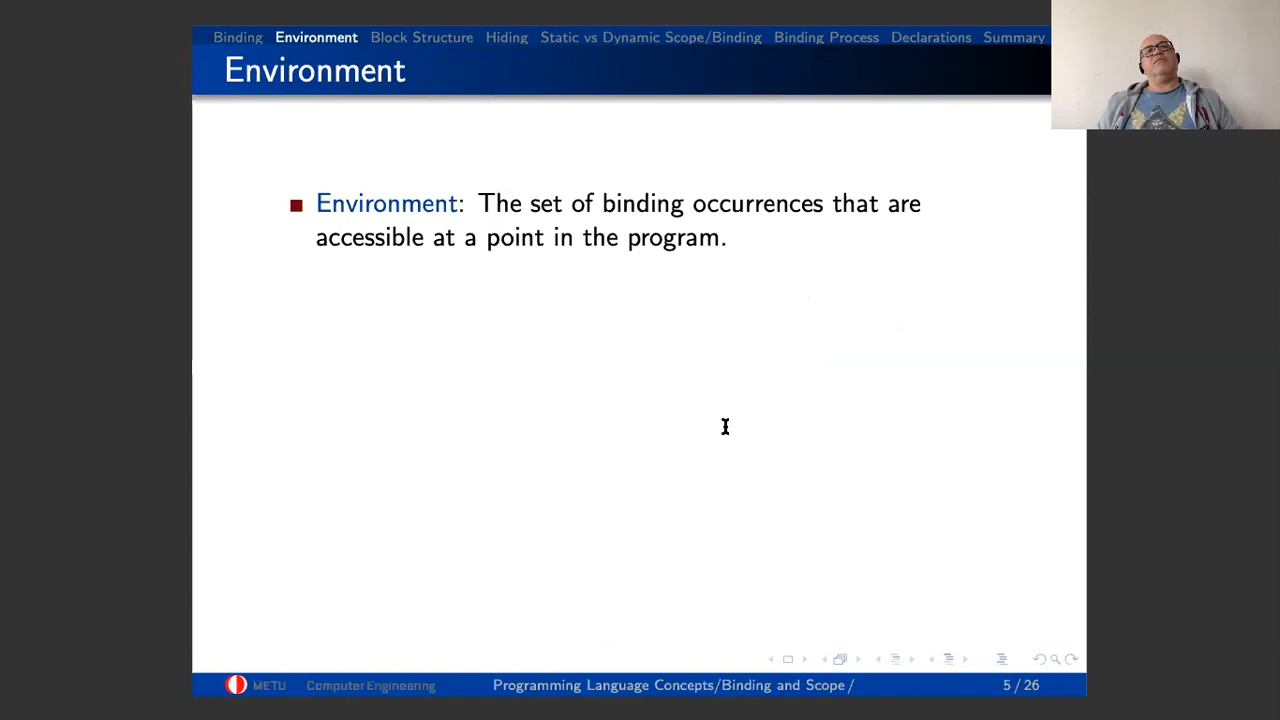 Binding Environment Block Structure Hiding Static vs Dynamic Scope/Binding Binding Process Declarations Summary
Environment
Environment: The set of binding occurrences that are
accessible at a point in the program.
METU Computer Engineering Programming Language Concepts/Binding and Scope / 5 / 26